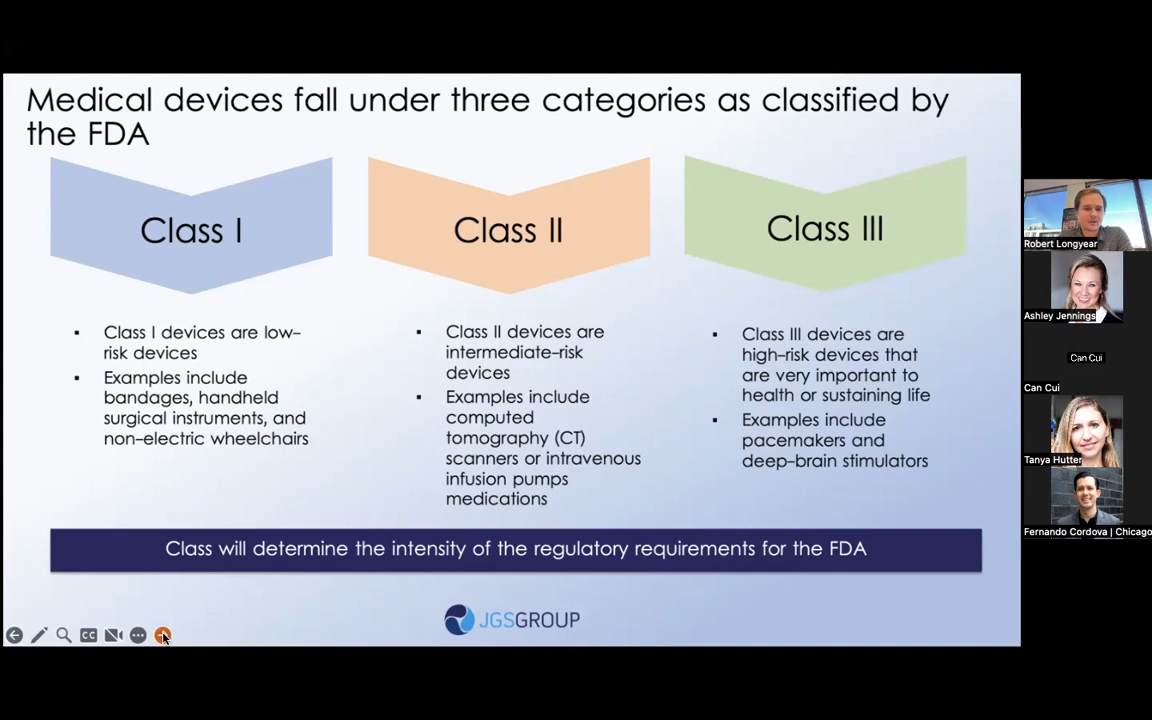 Medical devices fall under three categories as classified by
the FDA
Class I
Class II
Class III
▪ Class I devices are low-
risk devices
▪ Examples include
bandages, handheld
surgical instruments, and
non-electric wheelchairs
▪ Class II devices are
intermediate-risk
devices
▪ Examples include
computed
tomography (CT)
scanners or intravenous
infusion pumps
medications
▪ Class III devices are
high-risk devices that
are very important to
health or sustaining life
▪ Examples include
pacemakers and
deep-brain stimulators
Class will determine the intensity of the regulatory requirements for the FDA
JGSGROUP
CC
Robert Longyear
Ashley Jennings
Can Cui
Can Cui
Tanya Hutter
Fernando Cordova | Chicago